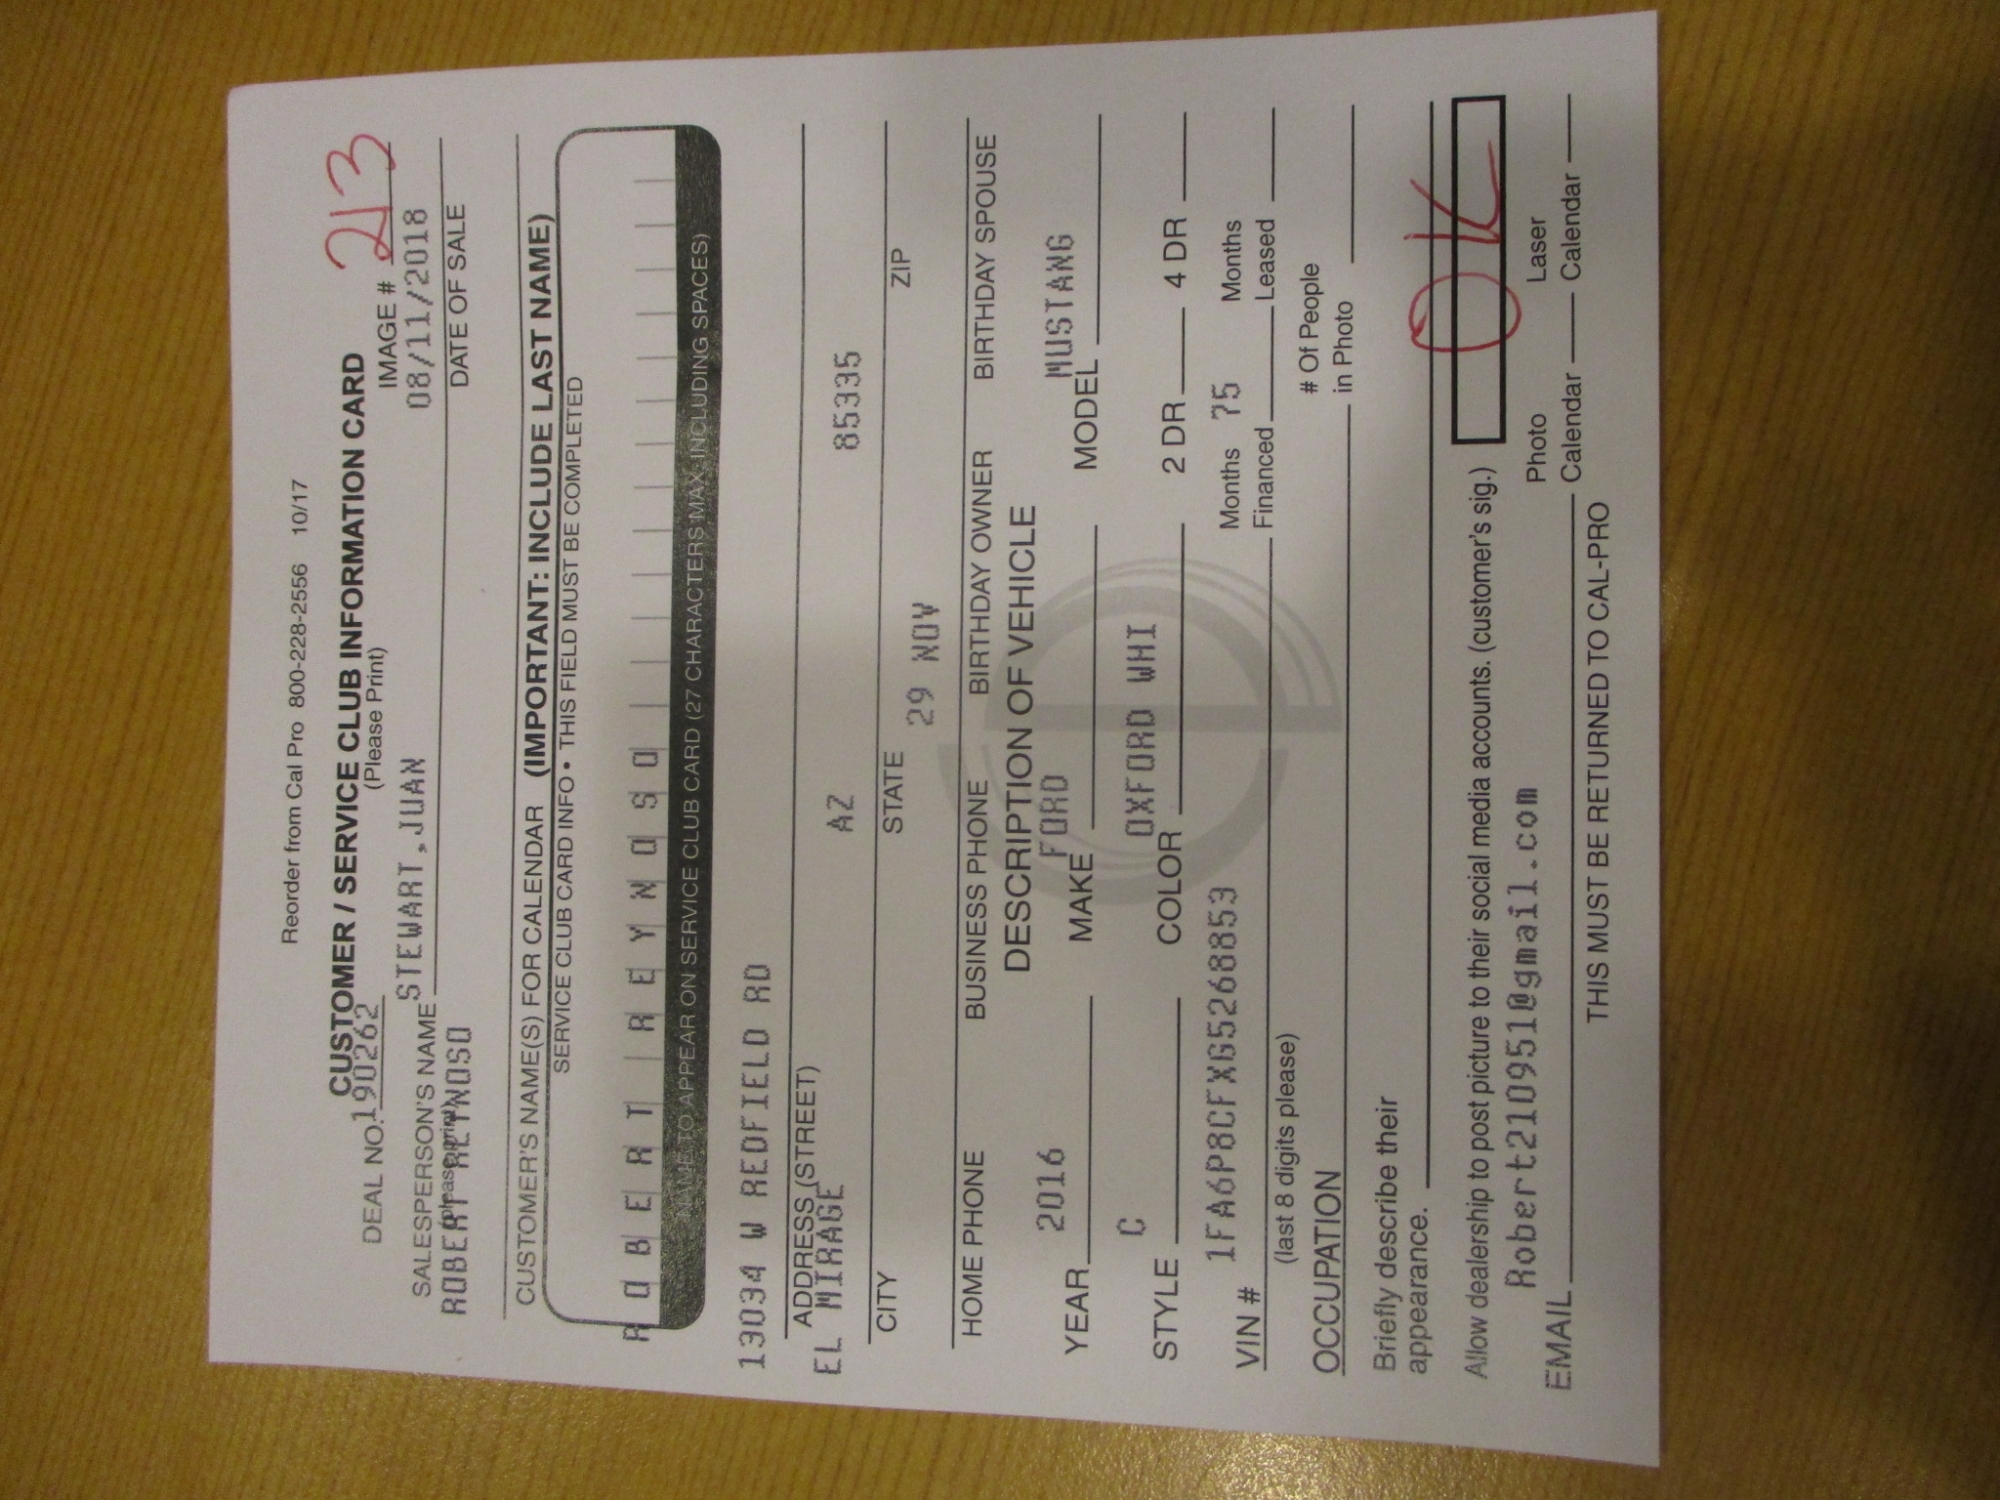 Reorder from Cal Pro 800-228-2556 10/17
CUSTOMER / SERVICE CLUB INFORMATION CARD
(Please Print)
DEAL NO. 190262 IMAGE # 213
STEWART,JUAN 08/11/2018
SALESPERSON'S NAME DATE OF SALE
(please print)
ROBERT REYNOSO
CUSTOMER'S NAME(S) FOR CALENDAR (IMPORTANT: INCLUDE LAST NAME)
SERVICE CLUB CARD INFO • THIS FIELD MUST BE COMPLETED
ROBERT REYNOSO
NAME TO APPEAR ON SERVICE CLUB CARD (27 CHARACTERS MAX. INCLUDING SPACES)
13034 W REDFIELD RD
ADDRESS (STREET)
EL MIRAGE AZ 85335
CITY STATE ZIP
29 NOV
HOME PHONE BUSINESS PHONE BIRTHDAY OWNER BIRTHDAY SPOUSE
DESCRIPTION OF VEHICLE
YEAR 2016 MAKE FORD MODEL MUSTANG
STYLE C COLOR OXFORD WHI 2 DR 4 DR
VIN # 1FA6P8CFXG5268853 Months Financed 75 Months Leased
(last 8 digits please)
OCCUPATION # Of People in Photo
Briefly describe their
appearance.
Allow dealership to post picture to their social media accounts. (customer's sig.) OK
EMAIL Robert210951@gmail.com Photo Calendar Laser Calendar
THIS MUST BE RETURNED TO CAL-PRO